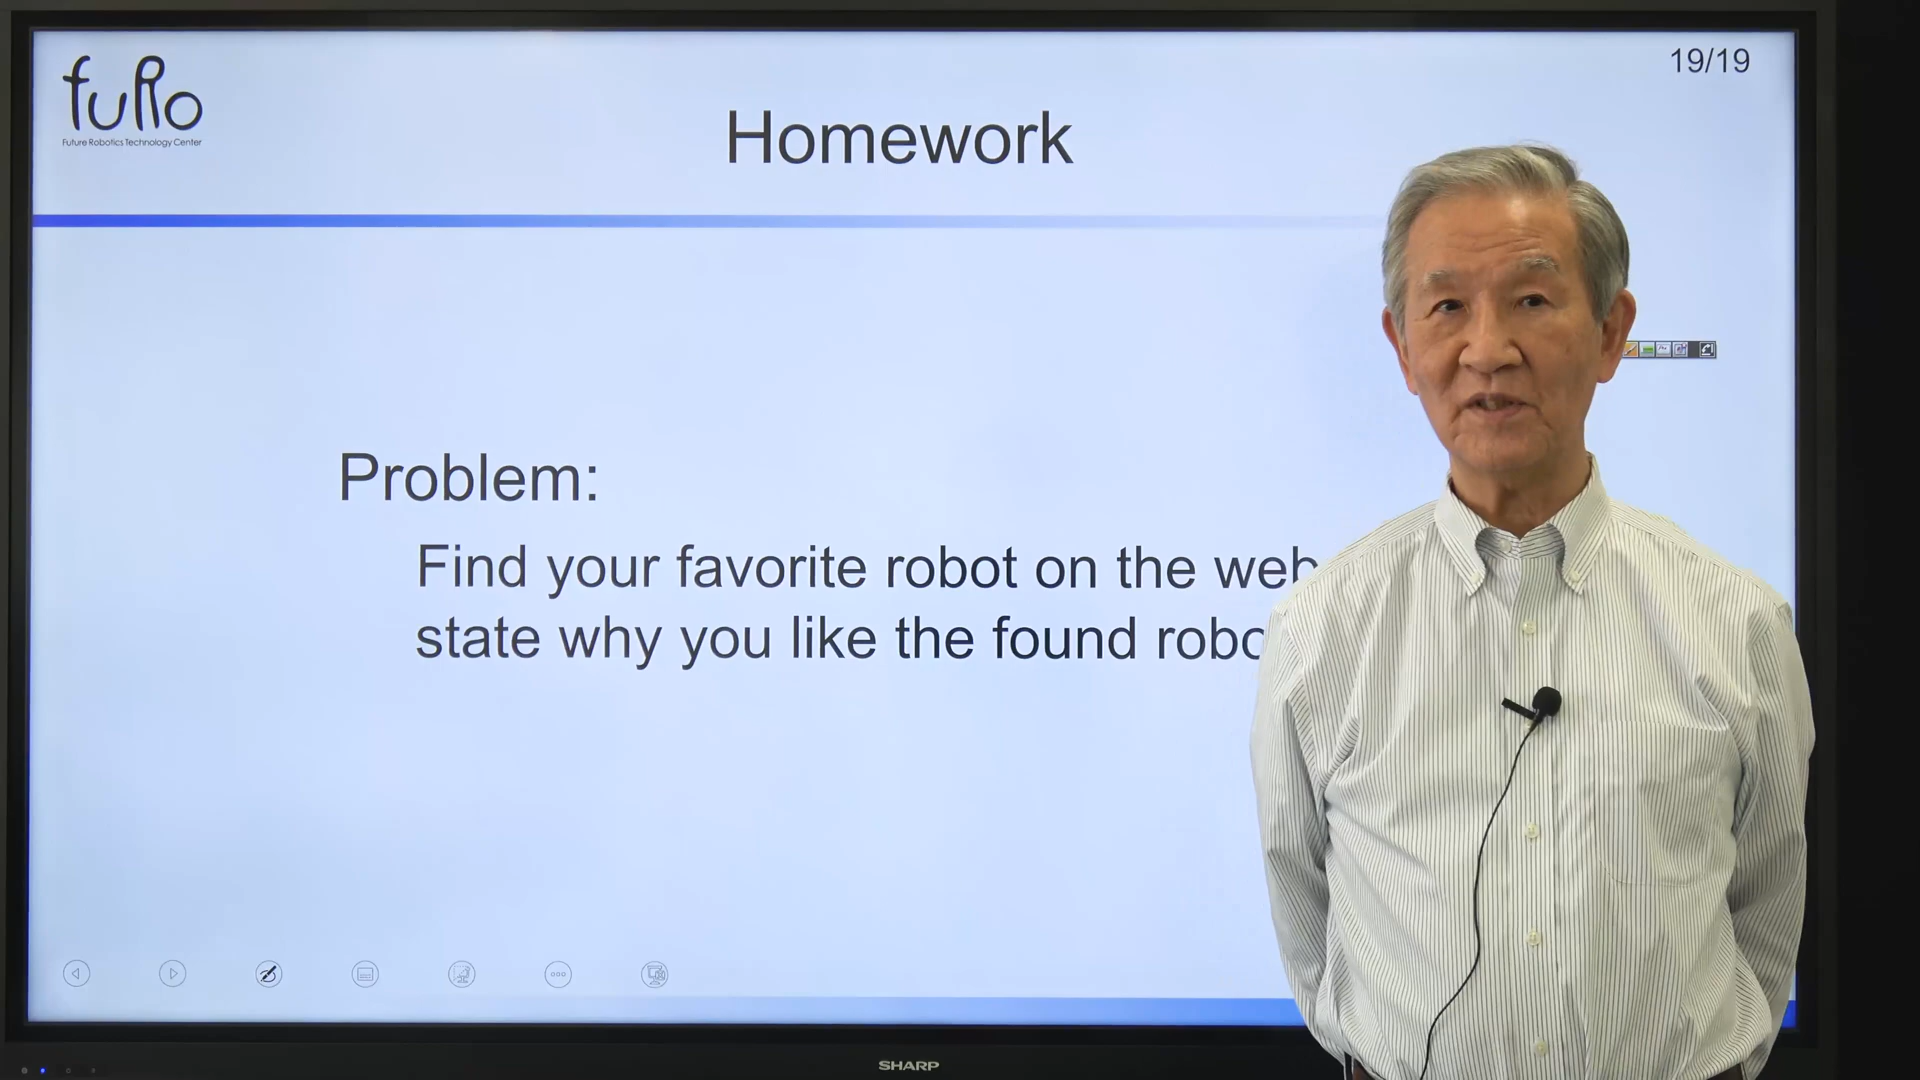 fuRo
Future Robotics Technology Center
19/19
Homework
Problem:
Find your favorite robot on the web
state why you like the found
SHARP